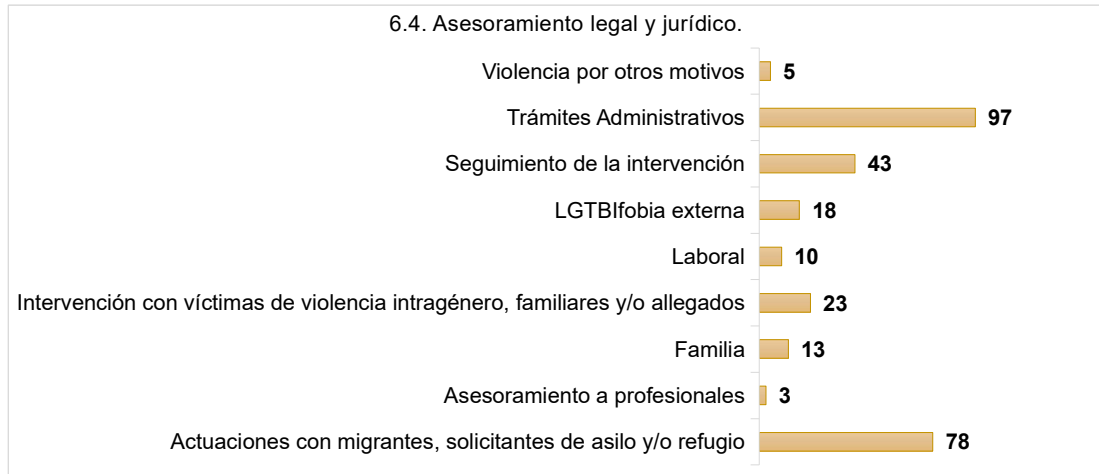 6.4. Asesoramiento legal y jurídico.
Violencia por otros motivos 5
Trámites Administrativos 97
Seguimiento de la intervención 43
LGTBIfobia externa 18
Laboral 10
Intervención con víctimas de violencia intragénero, familiares y/o allegados 23
Familia 13
Asesoramiento a profesionales 3
Actuaciones con migrantes, solicitantes de asilo y/o refugio 78